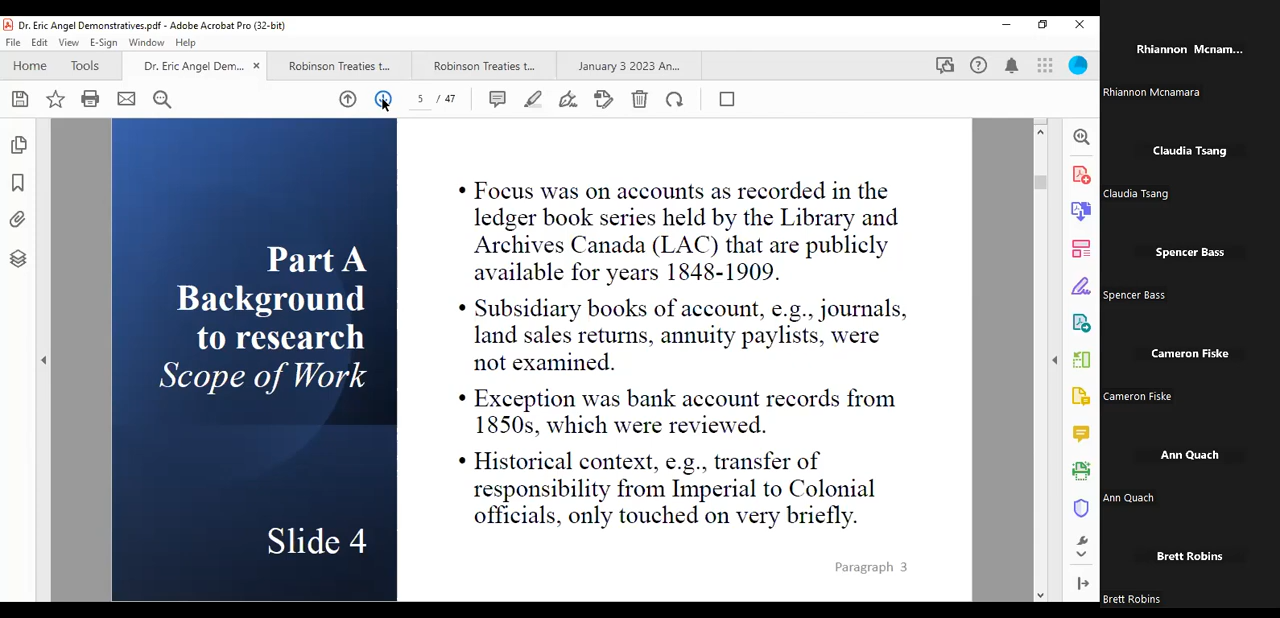 Dr. Eric Angel Demonstratives.pdf - Adobe Acrobat Pro (32-bit)
File Edit View E-Sign Window Help
Home Tools Dr. Eric Angel Dem... × Robinson Treaties t... Robinson Treaties t... January 3 2023 An...
5 / 47
Part A
Background
to research
Scope of Work
Slide 4
• Focus was on accounts as recorded in the
ledger book series held by the Library and
Archives Canada (LAC) that are publicly
available for years 1848-1909.
• Subsidiary books of account, e.g., journals,
land sales returns, annuity paylists, were
not examined.
• Exception was bank account records from
1850s, which were reviewed.
• Historical context, e.g., transfer of
responsibility from Imperial to Colonial
officials, only touched on very briefly.
Paragraph 3
Rhiannon Mcnam...
Rhiannon Mcnamara
Claudia Tsang
Claudia Tsang
Spencer Bass
Spencer Bass
Cameron Fiske
Cameron Fiske
Ann Quach
Ann Quach
Brett Robins
Brett Robins